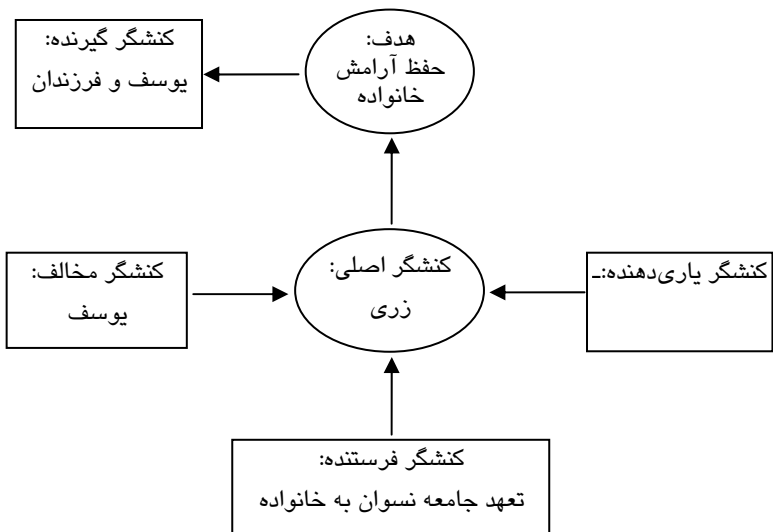 هدف:
حفظ آرامش
خانواده
کنشگر گیرنده:
یوسف و فرزندان
کنشگر یاری‌دهنده:ـ
کنشگر اصلی:
زری
کنشگر مخالف:
یوسف
کنشگر فرستنده:
تعهد جامعه نسوان به خانواده